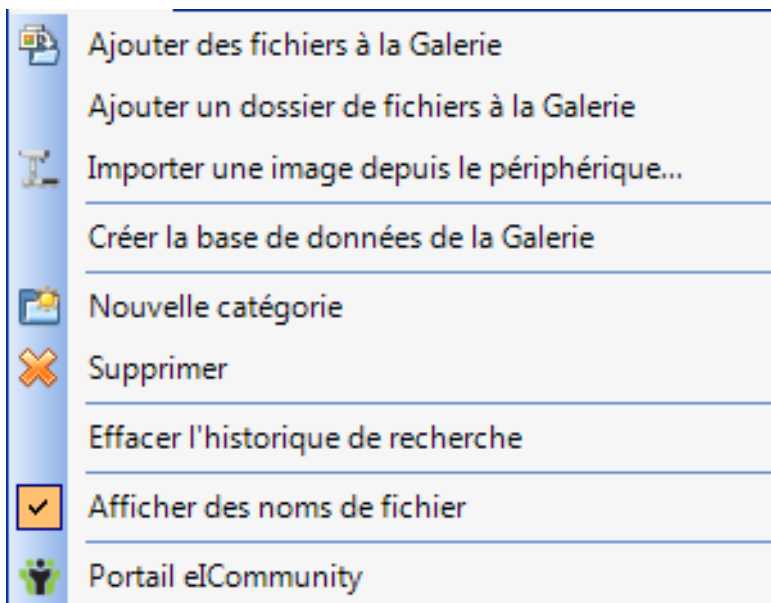 Ajouter des fichiers à la Galerie
Ajouter un dossier de fichiers à la Galerie
Importer une image depuis le périphérique...
Créer la base de données de la Galerie
Nouvelle catégorie
Supprimer
Effacer l'historique de recherche
Afficher des noms de fichier
Portail eICommunity